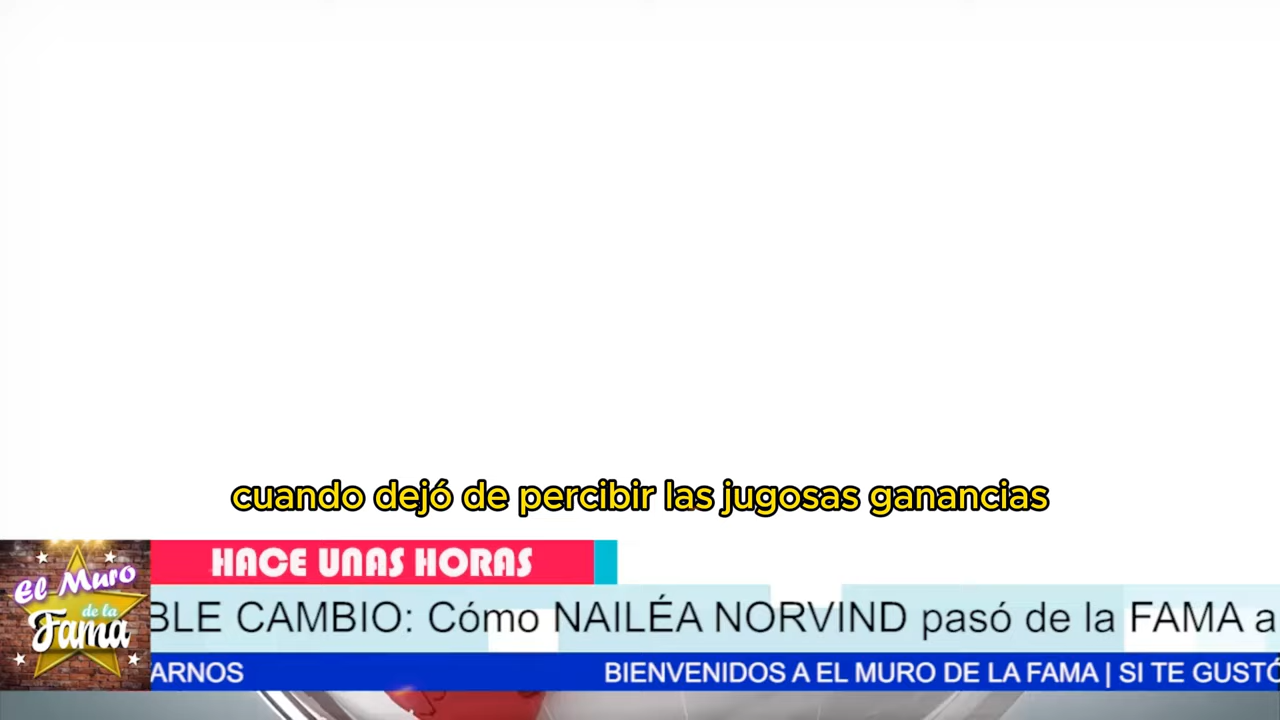 cuando dejó de percibir las jugosas ganancias
HACE UNAS HORAS
El Muro
de la
Fama
BLE CAMBIO: Cómo NAILÉA NORVIND pasó de la FAMA a
ARNOS
BIENVENIDOS A EL MURO DE LA FAMA | SI TE GUSTÓ